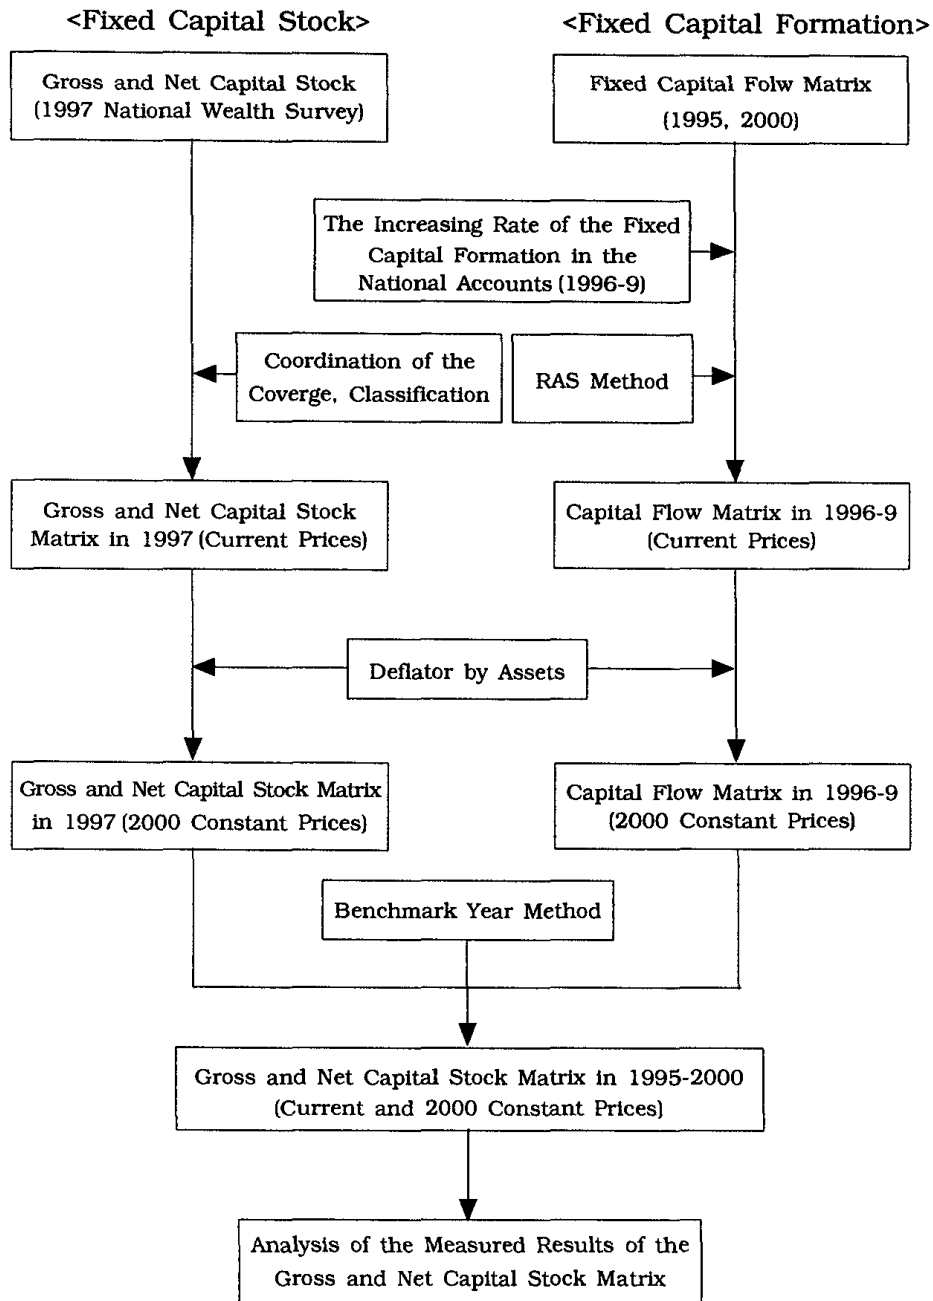 <Fixed Capital Stock>
<Fixed Capital Formation>
Gross and Net Capital Stock
(1997 National Wealth Survey)
Fixed Capital Folw Matrix
(1995, 2000)
The Increasing Rate of the Fixed
Capital Formation in the
National Accounts (1996-9)
Coordination of the
Coverge, Classification
RAS Method
Gross and Net Capital Stock
Matrix in 1997 (Current Prices)
Capital Flow Matrix in 1996-9
(Current Prices)
Deflator by Assets
Gross and Net Capital Stock Matrix
in 1997 (2000 Constant Prices)
Capital Flow Matrix in 1996-9
(2000 Constant Prices)
Benchmark Year Method
Gross and Net Capital Stock Matrix in 1995-2000
(Current and 2000 Constant Prices)
Analysis of the Measured Results of the
Gross and Net Capital Stock Matrix